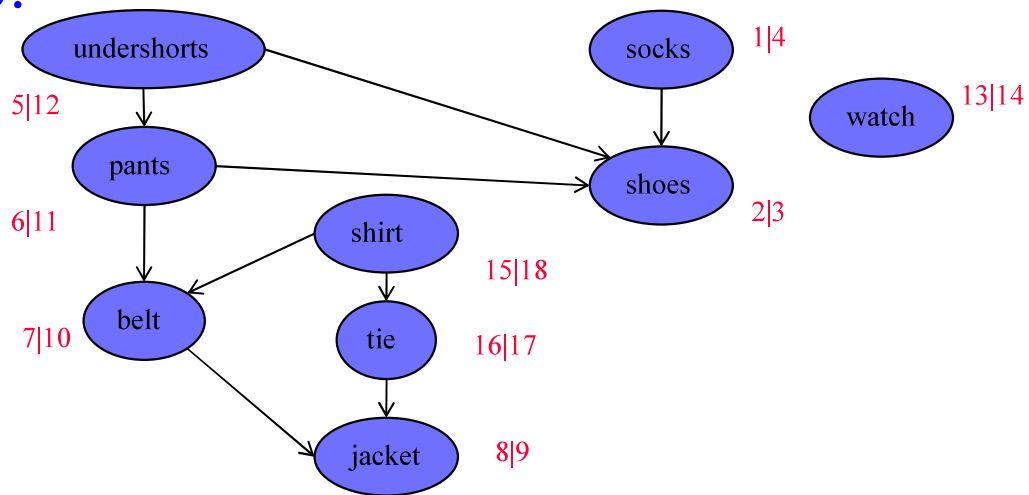 undershorts
socks
1|4
13|14
watch
5|12
pants
shoes
2|3
6|11
shirt
15|18
belt
7|10
tie
16|17
jacket
8|9